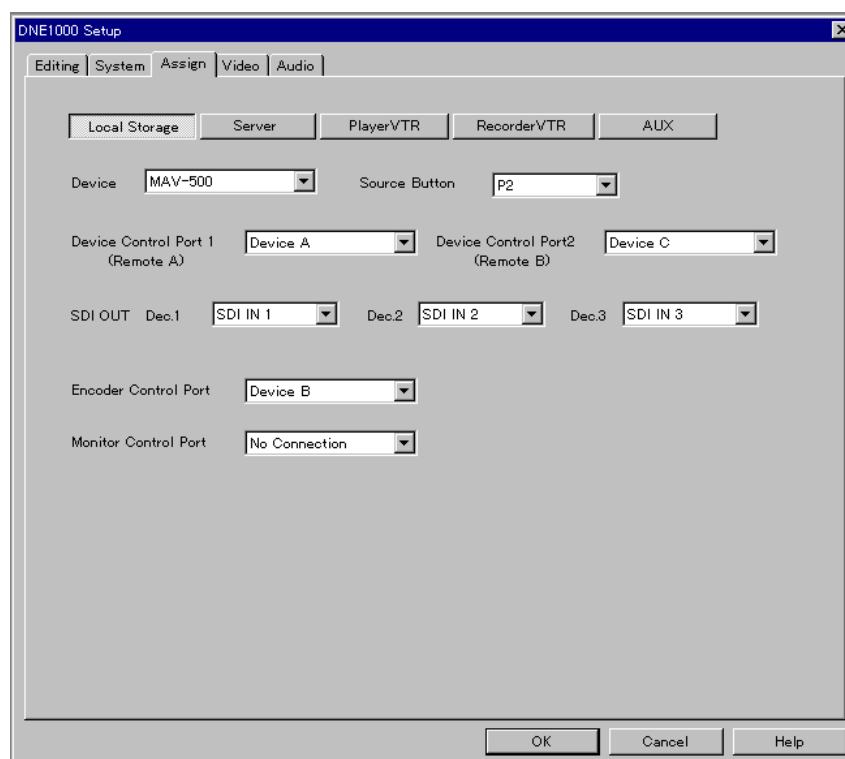 DNE1000 Setup
Editing System Assign Video Audio
Local Storage Server PlayerVTR RecorderVTR AUX
Device MAV-500 Source Button P2
Device Control Port 1 Device A Device Control Port2 Device C
(Remote A) (Remote B)
SDI OUT Dec.1 SDI IN 1 Dec.2 SDI IN 2 Dec.3 SDI IN 3
Encoder Control Port Device B
Monitor Control Port No Connection
OK Cancel Help